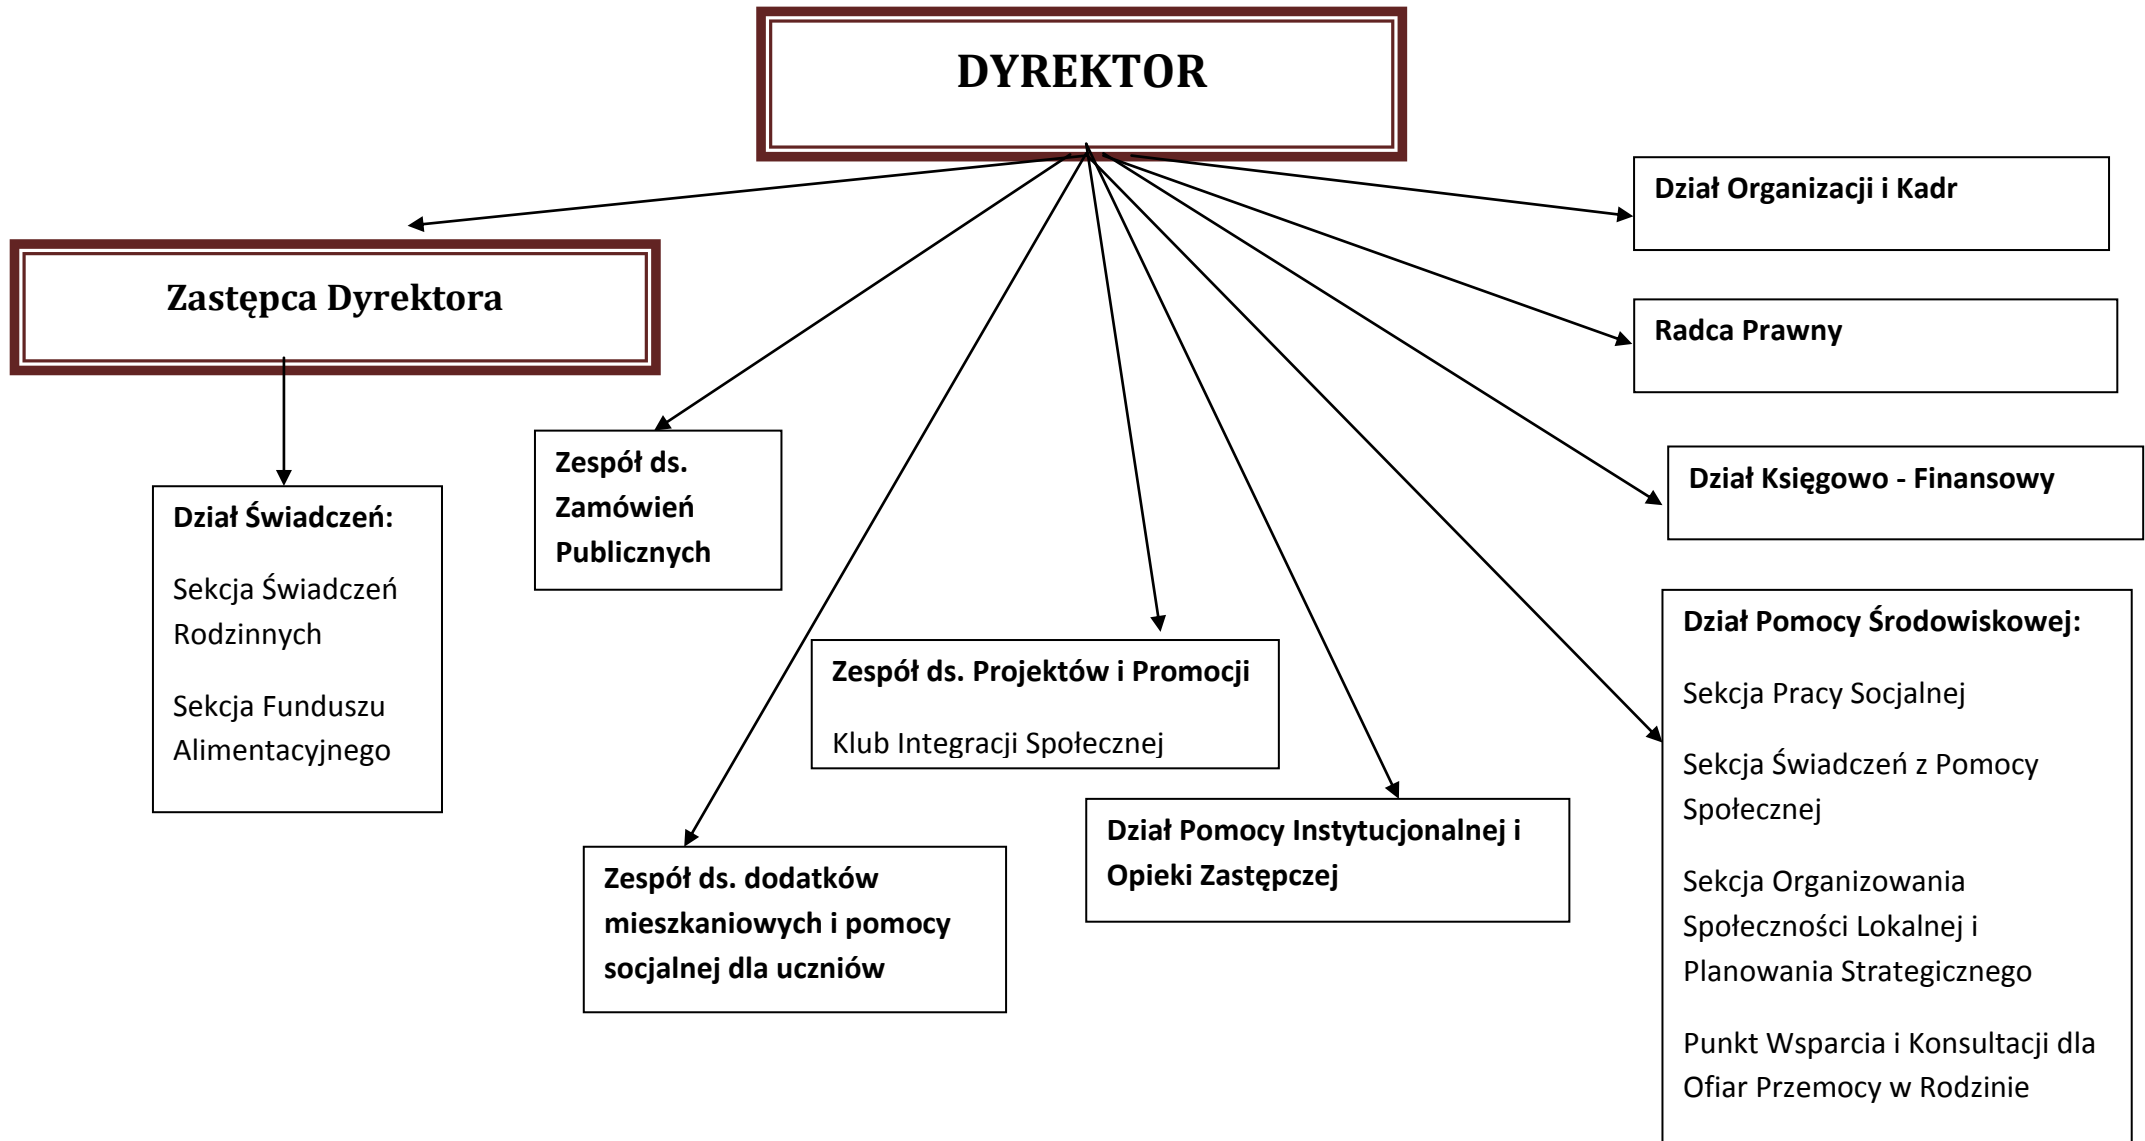 DYREKTOR
Dział Organizacji i Kadr
Zastępca Dyrektora
Radca Prawny
Zespół ds.
Zamówień
Publicznych
Dział Księgowo - Finansowy
Dział Świadczeń:
Sekcja Świadczeń
Rodzinnych
Sekcja Funduszu
Alimentacyjnego
Zespół ds. Projektów i Promocji
Klub Integracji Społecznej
Dział Pomocy Środowiskowej:
Sekcja Pracy Socjalnej
Sekcja Świadczeń z Pomocy
Społecznej
Sekcja Organizowania
Społeczności Lokalnej i
Planowania Strategicznego
Punkt Wsparcia i Konsultacji dla
Ofiar Przemocy w Rodzinie
Dział Pomocy Instytucjonalnej i
Opieki Zastępczej
Zespół ds. dodatków
mieszkaniowych i pomocy
socjalnej dla uczniów